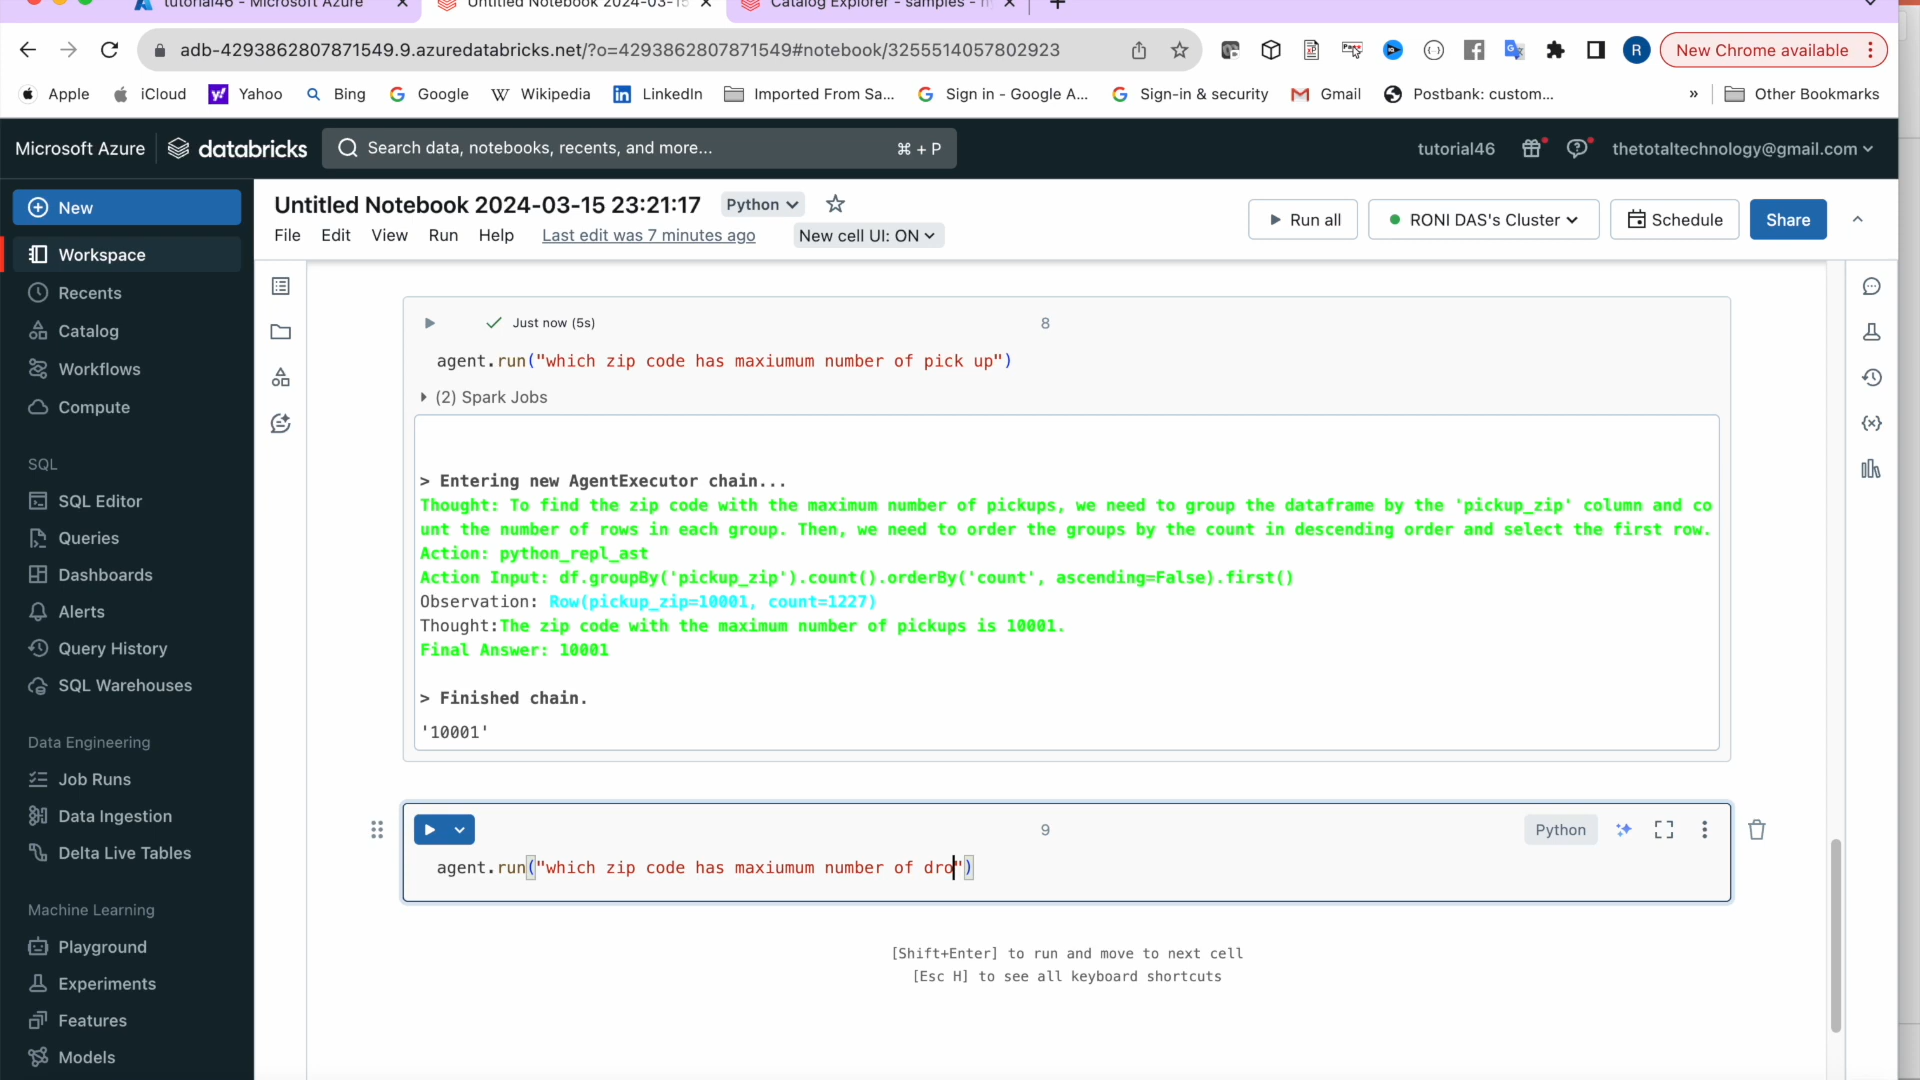 tutorial46 - Microsoft Azure
Untitled Notebook 2024-03-15
Catalog Explorer - samples -
adb-4293862807871549.9.azuredatabricks.net/?o=4293862807871549#notebook/3255514057802923
R
New Chrome available
Apple
iCloud
Yahoo
Bing
Google
Wikipedia
LinkedIn
Imported From Sa...
Sign in - Google A...
Sign-in & security
Gmail
Postbank: custom...
»
Other Bookmarks
Microsoft Azure
databricks
Search data, notebooks, recents, and more...
⌘ + P
tutorial46
thetotaltechnology@gmail.com
New
Workspace
Recents
Catalog
Workflows
Compute
SQL
SQL Editor
Queries
Dashboards
Alerts
Query History
SQL Warehouses
Data Engineering
Job Runs
Data Ingestion
Delta Live Tables
Machine Learning
Playground
Experiments
Features
Models
Untitled Notebook 2024-03-15 23:21:17
Python
File Edit View Run Help
Last edit was 7 minutes ago
New cell UI: ON
Run all
RONI DAS's Cluster
Schedule
Share
Just now (5s)
8
agent.run("which zip code has maxiumum number of pick up")
(2) Spark Jobs
> Entering new AgentExecutor chain...
Thought: To find the zip code with the maximum number of pickups, we need to group the dataframe by the 'pickup_zip' column and co
unt the number of rows in each group. Then, we need to order the groups by the count in descending order and select the first row.
Action: python_repl_ast
Action Input: df.groupBy('pickup_zip').count().orderBy('count', ascending=False).first()
Observation: Row(pickup_zip=10001, count=1227)
Thought:The zip code with the maximum number of pickups is 10001.
Final Answer: 10001
> Finished chain.
'10001'
9
Python
agent.run("which zip code has maxiumum number of dro")
[Shift+Enter] to run and move to next cell
[Esc H] to see all keyboard shortcuts